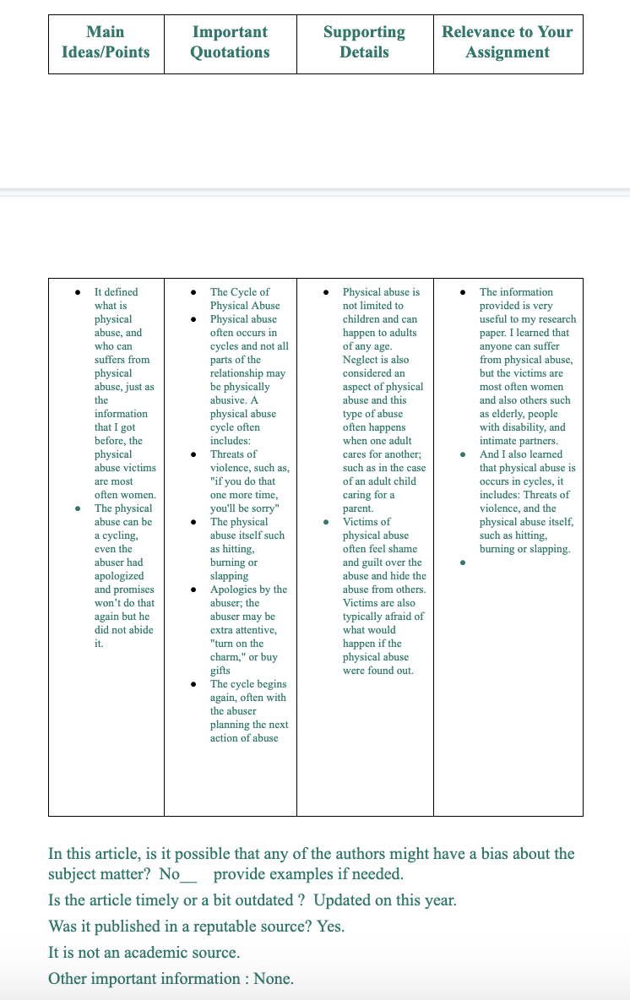 Main
Ideas/Points
Important
Quotations
Supporting
Details
Relevance to Your
Assignment
• It defined
what is
physical
abuse, and
who can
suffers from
physical
abuse, just as
the
information
that I got
before, the
physical
abuse victims
are most
often women.
• The physical
abuse can be
a cycling,
even the
abuser had
apologized
and promises
won’t do that
again but he
did not abide
it.
• The Cycle of
Physical Abuse
• Physical abuse
often occurs in
cycles and not all
parts of the
relationship may
be physically
abusive. A
physical abuse
cycle often
includes:
• Threats of
violence, such as,
"if you do that
one more time,
you'll be sorry"
• The physical
abuse itself such
as hitting,
burning or
slapping
• Apologies by the
abuser; the
abuser may be
extra attentive,
"turn on the
charm," or buy
gifts
• The cycle begins
again, often with
the abuser
planning the next
action of abuse
• Physical abuse is
not limited to
children and can
happen to adults
of any age.
Neglect is also
considered an
aspect of physical
abuse and this
type of abuse
often happens
when one adult
cares for another;
such as in the case
of an adult child
caring for a
parent.
• Victims of
physical abuse
often feel shame
and guilt over the
abuse and hide the
abuse from others.
Victims are also
typically afraid of
what would
happen if the
physical abuse
were found out.
• The information
provided is very
useful to my research
paper. I learned that
anyone can suffer
from physical abuse,
but the victims are
most often women
and also others such
as elderly, people
with disability, and
intimate partners.
• And I also learned
that physical abuse is
occurs in cycles, it
includes: Threats of
violence, and the
physical abuse itself,
such as hitting,
burning or slapping.
•
In this article, is it possible that any of the authors might have a bias about the
subject matter? No__ provide examples if needed.
Is the article timely or a bit outdated ? Updated on this year.
Was it published in a reputable source? Yes.
It is not an academic source.
Other important information : None.